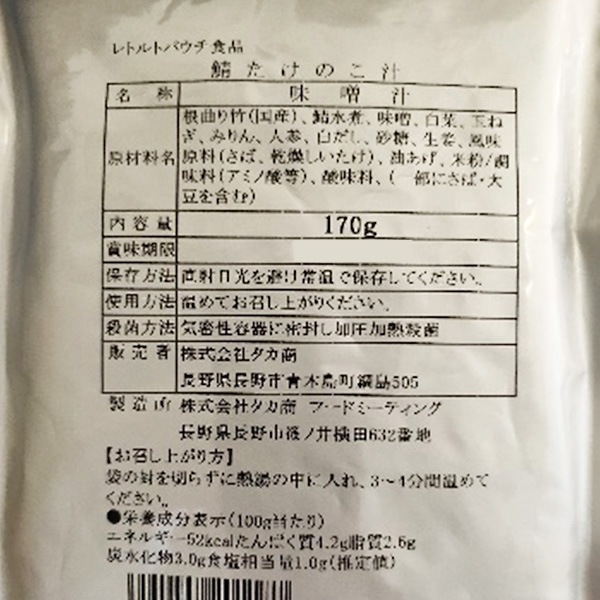 レトルトパウチ食品
鯖たけのこ汁
名称 味噌汁
原材料名 根曲り竹(国産)、鯖水煮、味噌、白菜、玉ね
ぎ、みりん、人参、白だし、砂糖、生姜、風味
原料(さば、乾燥しいたけ)、油あげ、米粉/調
味料(アミノ酸等)、酸味料、(一部にさば・大
豆を含む)
内容量 170g
賞味期限
保存方法 直射日光を避け常温で保存してください。
使用方法 温めてお召し上がりください。
殺菌方法 気密性容器に密封し加圧加熱殺菌
販売者 株式会社タカ商
長野県長野市青木島町綱島505
製造所 株式会社タカ商 フードミーティング
長野県長野市篠ノ井横田632番地
【お召し上がり方】
袋の封を切らずに熱湯の中に入れ、3〜4分間温めて
ください。
●栄養成分表示(100g当たり)
エネルギー52kcalたんぱく質4.2g脂質2.6g
炭水化物3.0g食塩相当量1.0g(推定値)